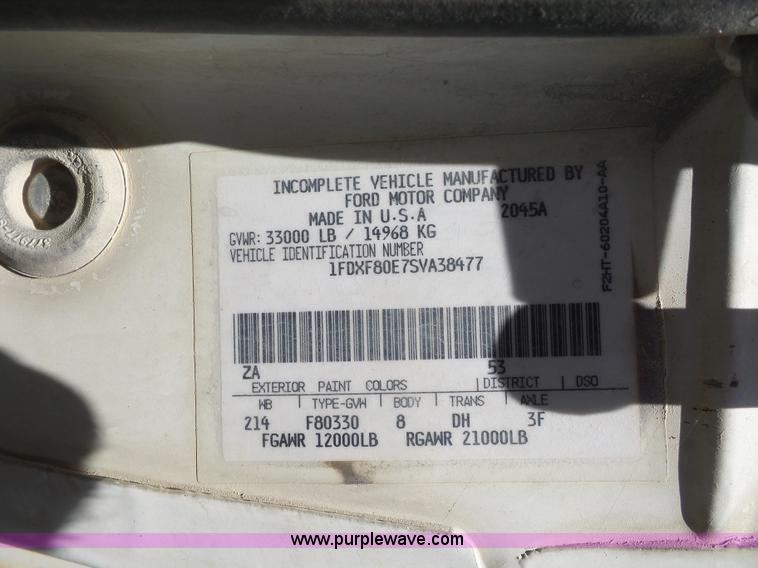 INCOMPLETE VEHICLE MANUFACTURED BY
FORD MOTOR COMPANY
MADE IN U.S.A 2045A
GVWR: 33000 LB / 14968 KG
VEHICLE IDENTIFICATION NUMBER
1FDXF80E7SVA38477
F2HT-60204A10-AA
ZA 53
EXTERIOR PAINT COLORS DISTRICT DSO
WB TYPE-GVW BODY TRANS AXLE
214 F80330 8 DH 3F
FGAWR 12000LB RGAWR 21000LB
www.purplewave.com